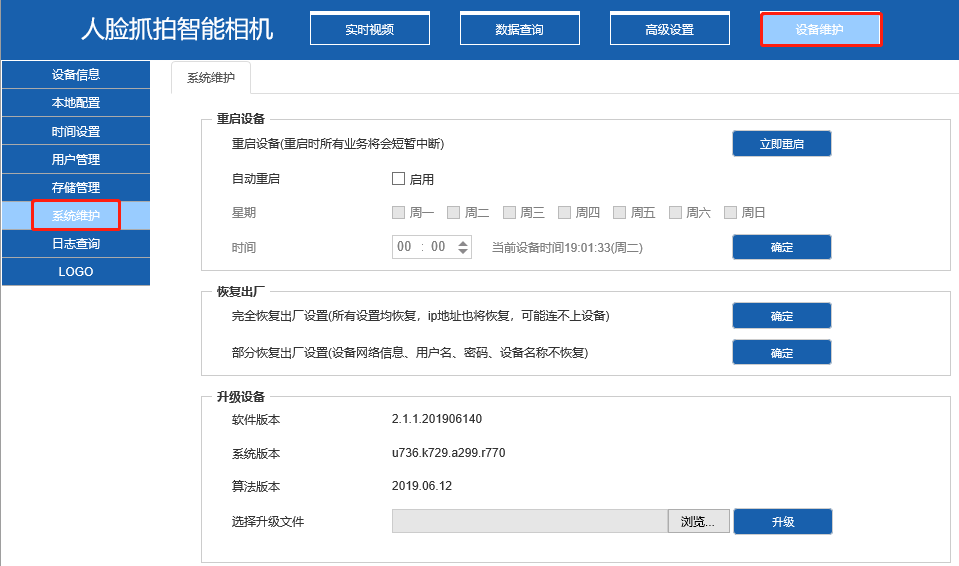 人脸抓拍智能相机
实时视频 数据查询 高级设置 设备维护
设备信息
本地配置
时间设置
用户管理
存储管理
系统维护
日志查询
LOGO
系统维护
重启设备
重启设备(重启时所有业务将会短暂中断) 立即重启
自动重启 启用
星期 周一 周二 周三 周四 周五 周六 周日
时间 00 : 00 当前设备时间19:01:33(周二) 确定
恢复出厂
完全恢复出厂设置(所有设置均恢复，ip地址也将恢复，可能连不上设备) 确定
部分恢复出厂设置(设备网络信息、用户名、密码、设备名称不恢复) 确定
升级设备
软件版本 2.1.1.201906140
系统版本 u736.k729.a299.r770
算法版本 2019.06.12
选择升级文件 浏览... 升级